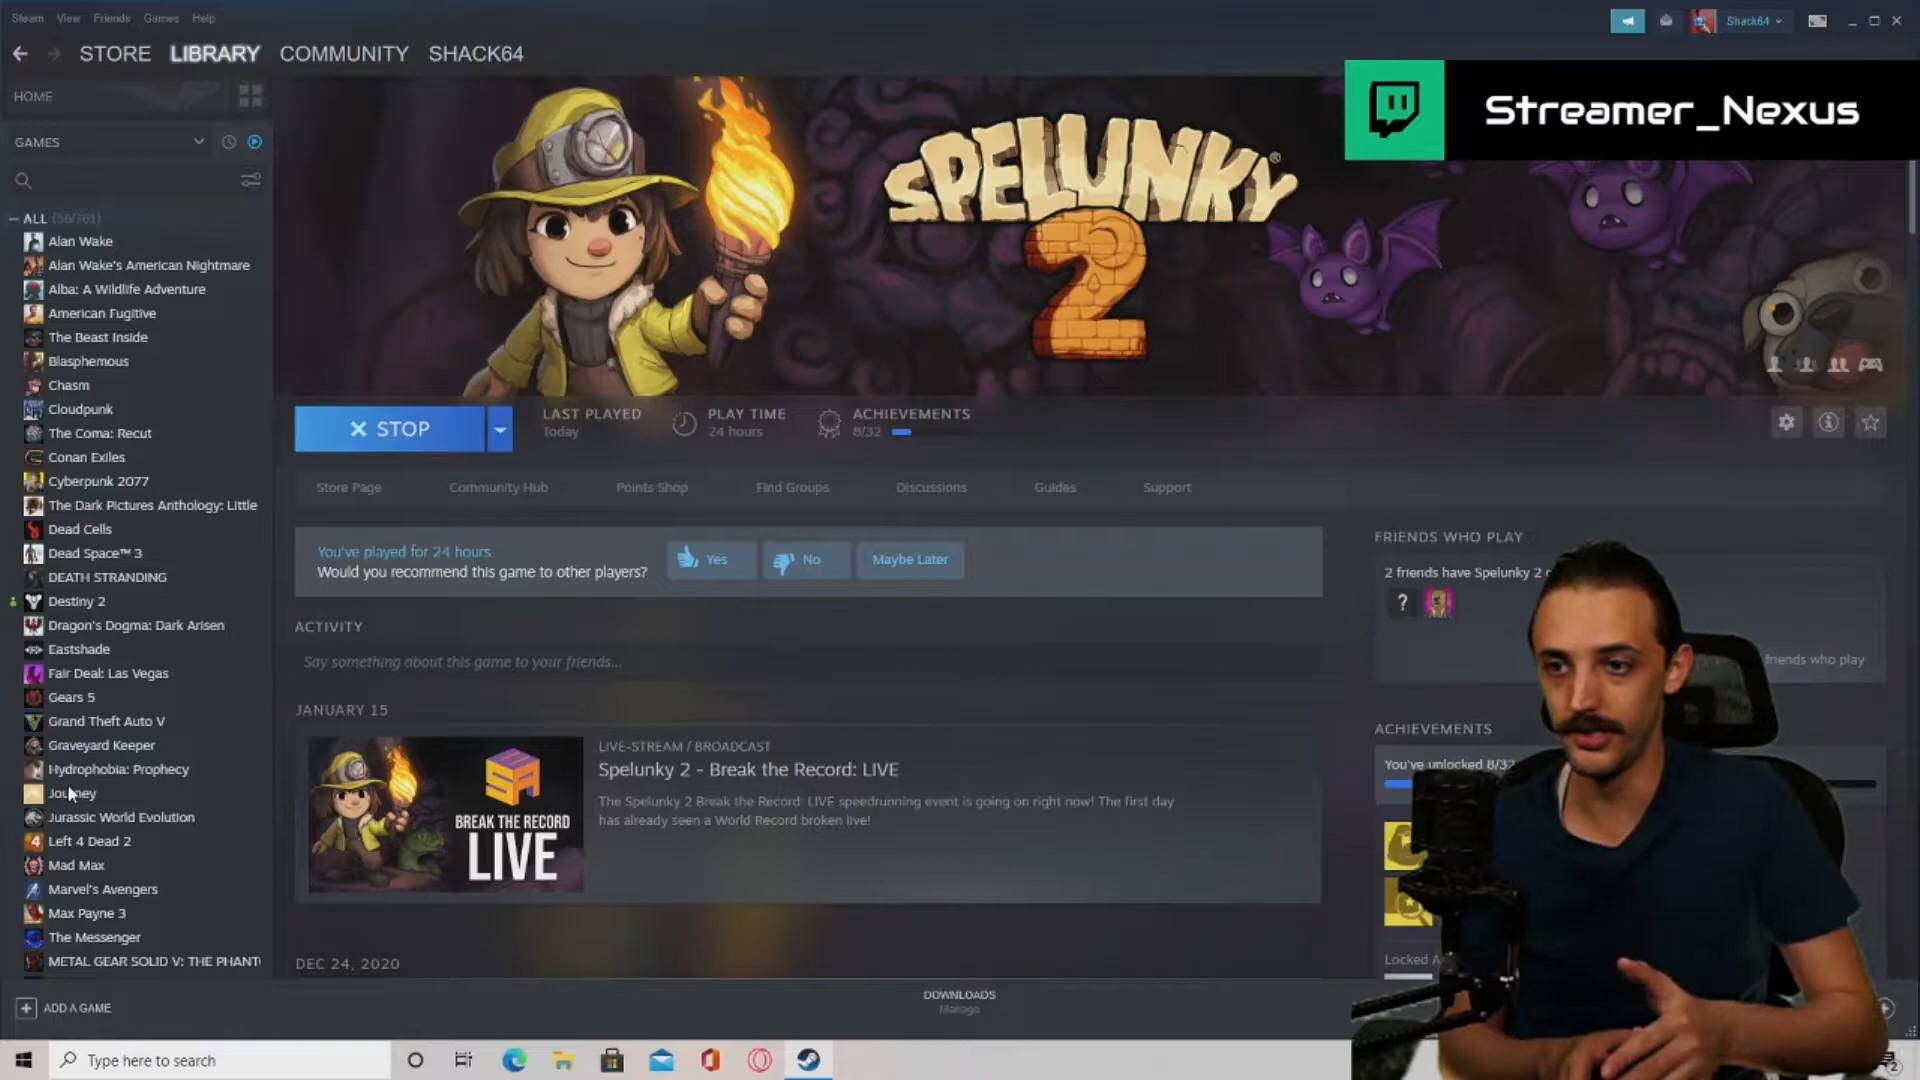 Steam View Friends Games Help
Shack64
STORE LIBRARY COMMUNITY SHACK64
Streamer_Nexus
HOME
GAMES
ALL (56/761)
Alan Wake
Alan Wake's American Nightmare
Alba: A Wildlife Adventure
American Fugitive
The Beast Inside
Blasphemous
Chasm
Cloudpunk
The Coma: Recut
Conan Exiles
Cyberpunk 2077
The Dark Pictures Anthology: Little
Dead Cells
Dead Space™ 3
DEATH STRANDING
Destiny 2
Dragon's Dogma: Dark Arisen
Eastshade
Fair Deal: Las Vegas
Gears 5
Grand Theft Auto V
Graveyard Keeper
Hydrophobia: Prophecy
Journey
Jurassic World Evolution
Left 4 Dead 2
Mad Max
Marvel's Avengers
Max Payne 3
The Messenger
METAL GEAR SOLID V: THE PHANT
ADD A GAME
SPELUNKY®
2
STOP
LAST PLAYED
Today
PLAY TIME
24 hours
ACHIEVEMENTS
8/32
Store Page Community Hub Points Shop Find Groups Discussions Guides Support
You've played for 24 hours
Would you recommend this game to other players?
Yes
No
Maybe Later
ACTIVITY
Say something about this game to your friends...
JANUARY 15
BREAK THE RECORD
LIVE
LIVE-STREAM / BROADCAST
Spelunky 2 - Break the Record: LIVE
The Spelunky 2 Break the Record: LIVE speedrunning event is going on right now! The first day
has already seen a World Record broken live!
DEC 24, 2020
FRIENDS WHO PLAY
2 friends have Spelunky 2
?
friends who play
ACHIEVEMENTS
You've unlocked 8/32
Locked
DOWNLOADS
Manage
Type here to search
2